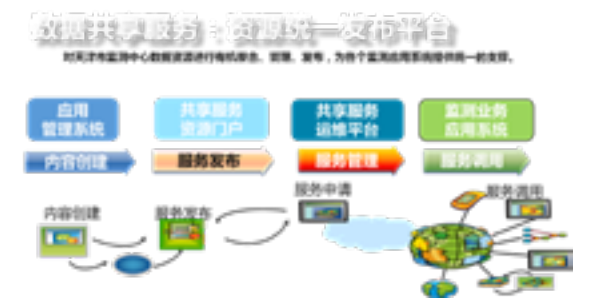 数据共享服务与资源统一发布平台
对天津市监测中心数据资源进行有机整合、管理、发布，为各个监测应用系统提供统一的支撑。
应用
管理系统
共享服务
资源门户
共享服务
运维平台
监测业务
应用系统
内容创建
服务发布
服务管理
服务调用
服务申请
服务调用
内容创建
服务发布